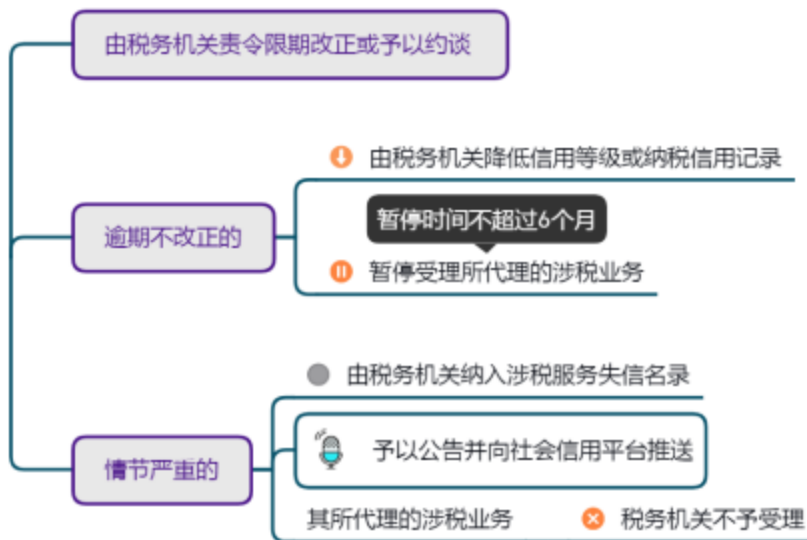 由税务机关责令限期改正或予以约谈
由税务机关降低信用等级或纳税信用记录
暂停时间不超过6个月
逾期不改正的
暂停受理所代理的涉税业务
由税务机关纳入涉税服务失信名录
予以公告并向社会信用平台推送
情节严重的
其所代理的涉税业务 税务机关不予受理